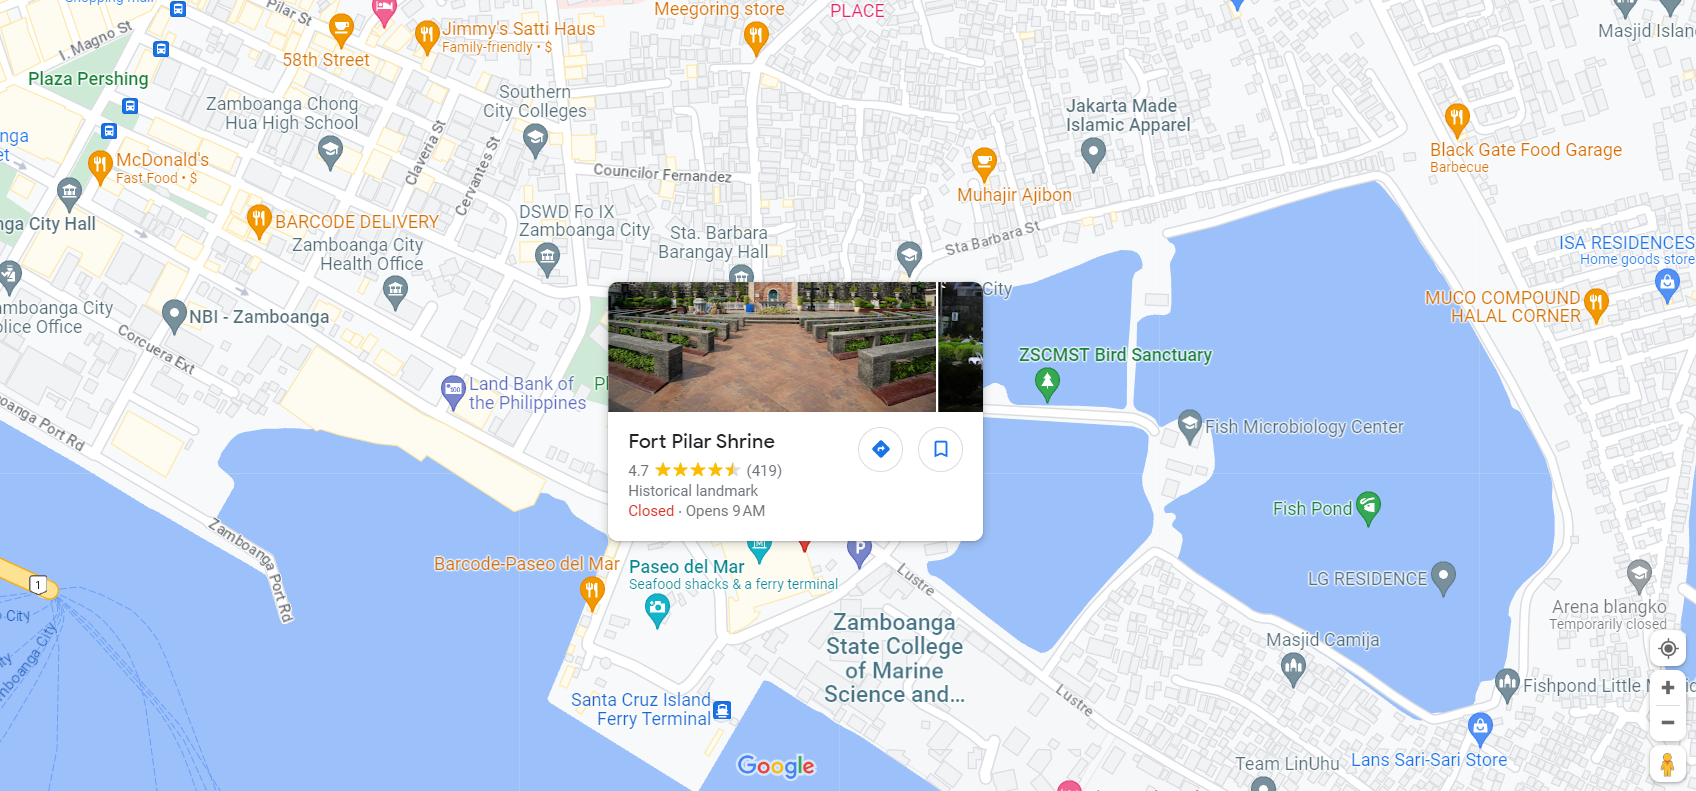 Pilar St
Meegoring store
PLACE
Jimmy's Satti Haus
Family-friendly • $
I. Magno St
58th Street
Masjid Islam
Plaza Pershing
Southern
City Colleges
Zamboanga Chong
Hua High School
Jakarta Made
Islamic Apparel
Black Gate Food Garage
Barbecue
McDonald's
Fast Food • $
Claveria St
Cervantes St
Councilor Fernandez
Muhajir Ajibon
BARCODE DELIVERY
nga City Hall
DSWD Fo IX
Zamboanga City
Sta. Barbara
Barangay Hall
Sta Barbara St
Zamboanga City
Health Office
ISA RESIDENCES
Home goods store
City
MUCO COMPOUND
HALAL CORNER
amboanga City
olice Office
NBI - Zamboanga
Corcuera Ext
ZSCMST Bird Sanctuary
Land Bank of
the Philippines
Pl
oanga Port Rd
Fish Microbiology Center
Fort Pilar Shrine
4.7 (419)
Historical landmark
Closed · Opens 9 AM
Fish Pond
Zamboanga Port Rd
Barcode-Paseo del Mar
Paseo del Mar
Seafood shacks & a ferry terminal
P
Lustre
1
LG RESIDENCE
City
mboanga City
Zamboanga
State College
of Marine
Science and...
Arena blangko
Temporarily closed
Masjid Camija
Santa Cruz Island
Ferry Terminal
Lustre
Fishpond Little M
Google
Team LinUhu
Lans Sari-Sari Store